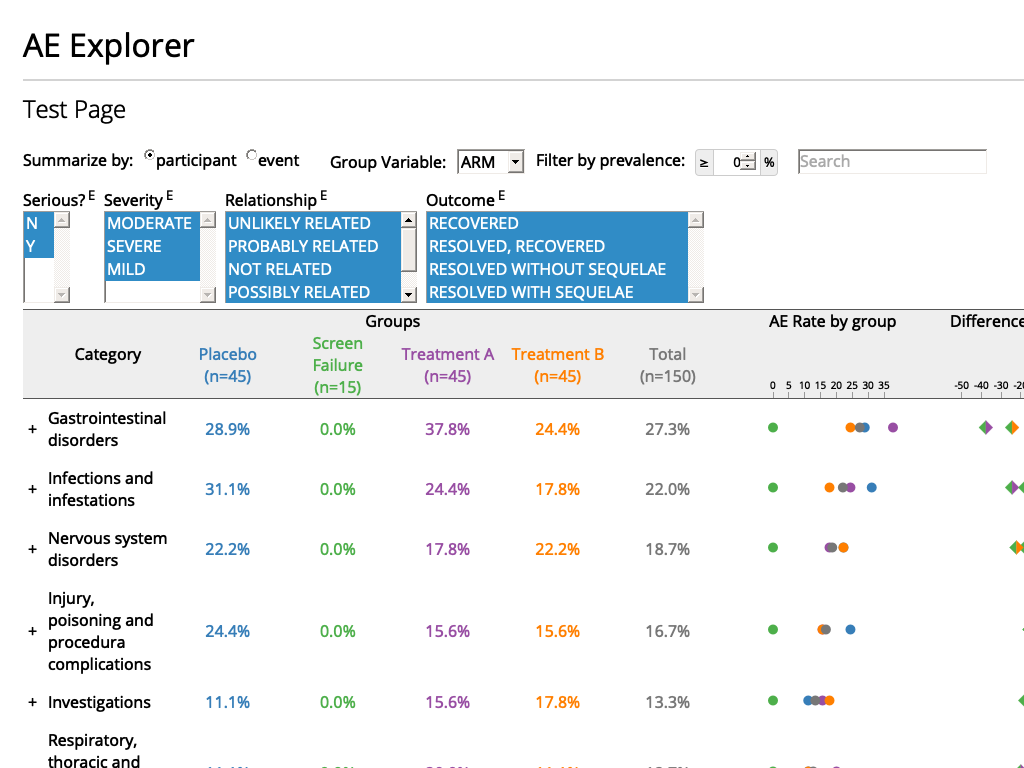 AE Explorer
Test Page
Summarize by: participant event Group Variable: ARM Filter by prevalence: ≥ 0 % Search
Serious? E Severity E Relationship E Outcome E
N MODERATE UNLIKELY RELATED RECOVERED
Y SEVERE PROBABLY RELATED RESOLVED, RECOVERED
MILD NOT RELATED RESOLVED WITHOUT SEQUELAE
POSSIBLY RELATED RESOLVED WITH SEQUELAE
Groups AE Rate by group Difference
Category Placebo (n=45) Screen Failure (n=15) Treatment A (n=45) Treatment B (n=45) Total (n=150)
0 5 10 15 20 25 30 35 -50 -40 -30 -20
+ Gastrointestinal disorders 28.9% 0.0% 37.8% 24.4% 27.3%
+ Infections and infestations 31.1% 0.0% 24.4% 17.8% 22.0%
+ Nervous system disorders 22.2% 0.0% 17.8% 22.2% 18.7%
+ Injury, poisoning and procedura complications 24.4% 0.0% 15.6% 15.6% 16.7%
+ Investigations 11.1% 0.0% 15.6% 17.8% 13.3%
Respiratory,
thoracic and